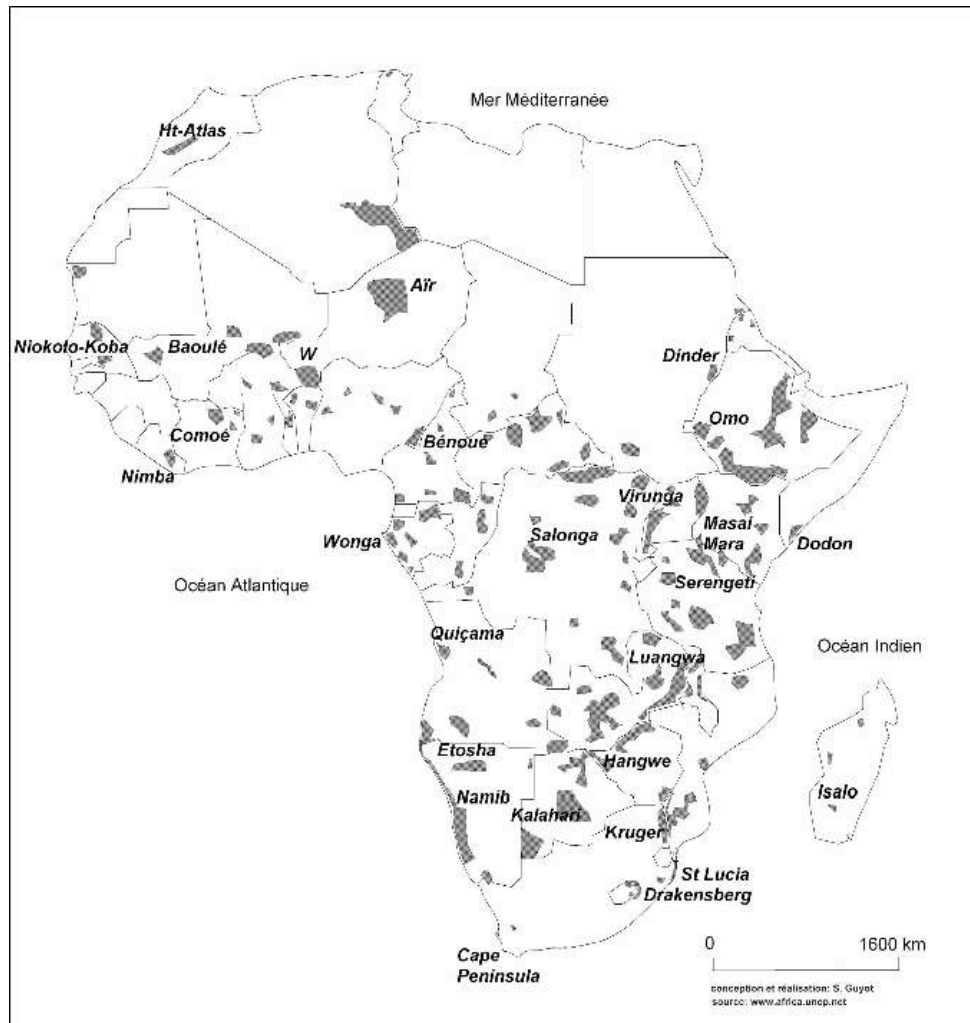 Mer Méditerranée
Ht-Atlas
Aïr
Niokolo-Koba
Baoulé
W
Dinder
Omo
Comoé
Bénoué
Nimba
Virunga
Masai
Mara
Wonga
Salonga
Dodon
Serengeti
Océan Atlantique
Quiçama
Océan Indien
Luangwa
Etosha
Hangwe
Namib
Kalahari
Isalo
Kruger
St Lucia
Drakensberg
Cape
Peninsula
0 1600 km
conception et réalisation: S. Guyot
source: www.africa.unep.net